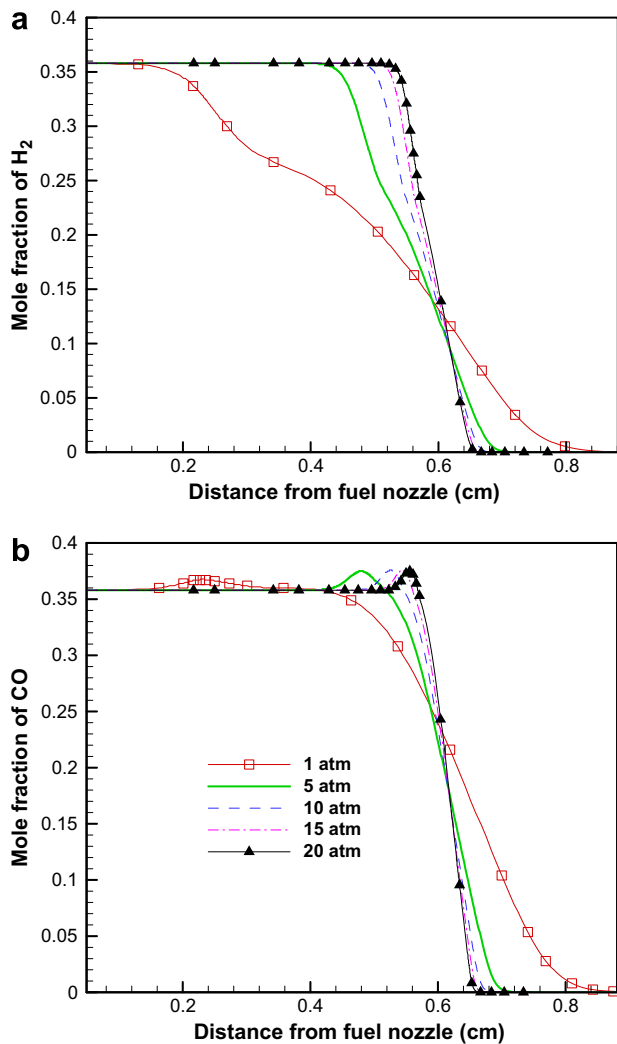 a
0.4
0.35
0.3
0.25
0.2
0.15
0.1
0.05
0
Mole fraction of H2
0.2
0.4
0.6
0.8
Distance from fuel nozzle (cm)
b
0.4
0.35
0.3
0.25
0.2
0.15
0.1
0.05
0
Mole fraction of CO
1 atm
5 atm
10 atm
15 atm
20 atm
0.2
0.4
0.6
0.8
Distance from fuel nozzle (cm)